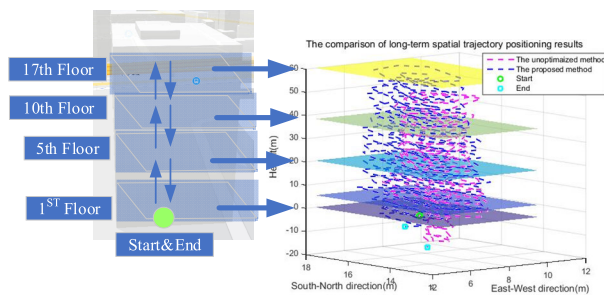 17th Floor
10th Floor
5th Floor
1ST Floor
Start&End
The comparison of long-term spatial trajectory positioning results
The unoptimaized method
The proposed method
Start
End
Height(m)
60
50
40
30
20
10
0
-10
-20
18
16
14
12
6
8
10
12
South-North direction(m)
East-West direction(m)